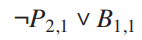 ¬P₂,₁ ∨ B₁,₁